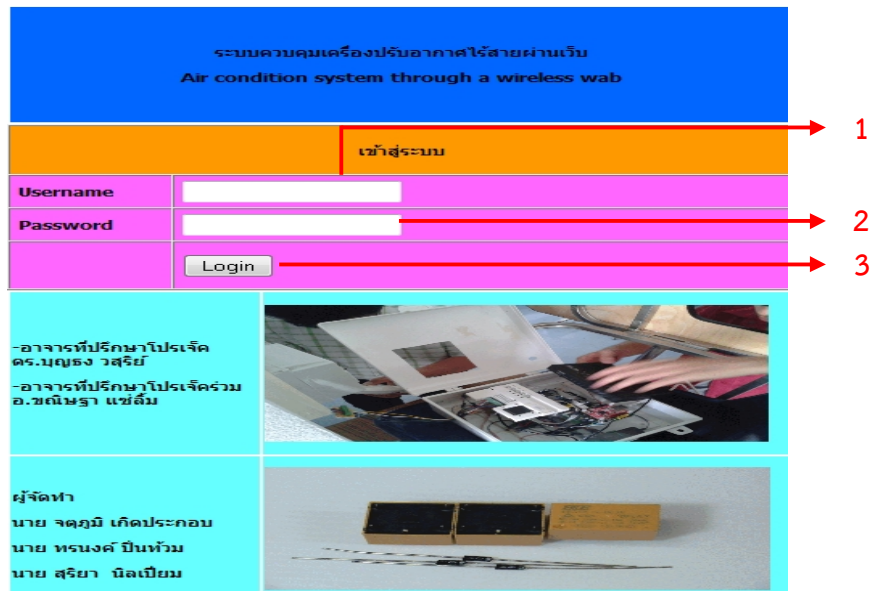 ระบบควบคุมเครื่องปรับอากาศไร้สายผ่านเว็บ
Air condition system through a wireless wab
1
เข้าสู่ระบบ
Username
Password
2
Login
3
-อาจารที่ปรึกษาโปรเจ็ค
ดร.บุญธง วสุริย์
-อาจารที่ปรึกษาโปรเจ็คร่วม
อ.ขณิษฐา แซ่ลิ้ม
ผู้จัดทำ
นาย จตุภูมิ เกิดประกอบ
นาย ทรนงค์ ปิ่นท้วม
นาย สุริยา นิลเปียม